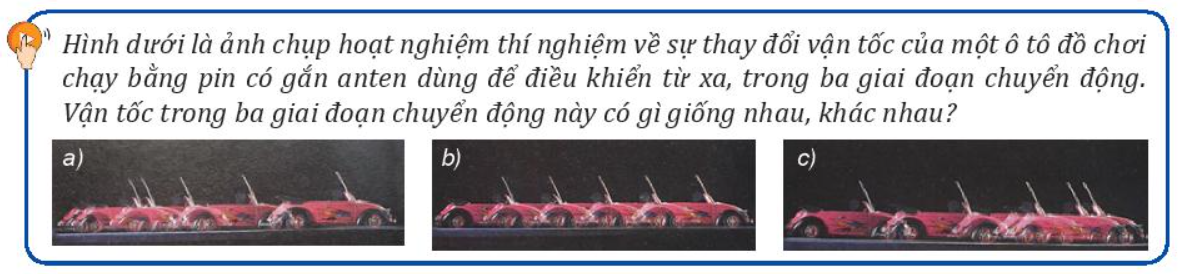 Hình dưới là ảnh chụp hoạt nghiệm thí nghiệm về sự thay đổi vận tốc của một ô tô đồ chơi
chạy bằng pin có gắn anten dùng để điều khiển từ xa, trong ba giai đoạn chuyển động.
Vận tốc trong ba giai đoạn chuyển động này có gì giống nhau, khác nhau?
a)
b)
c)